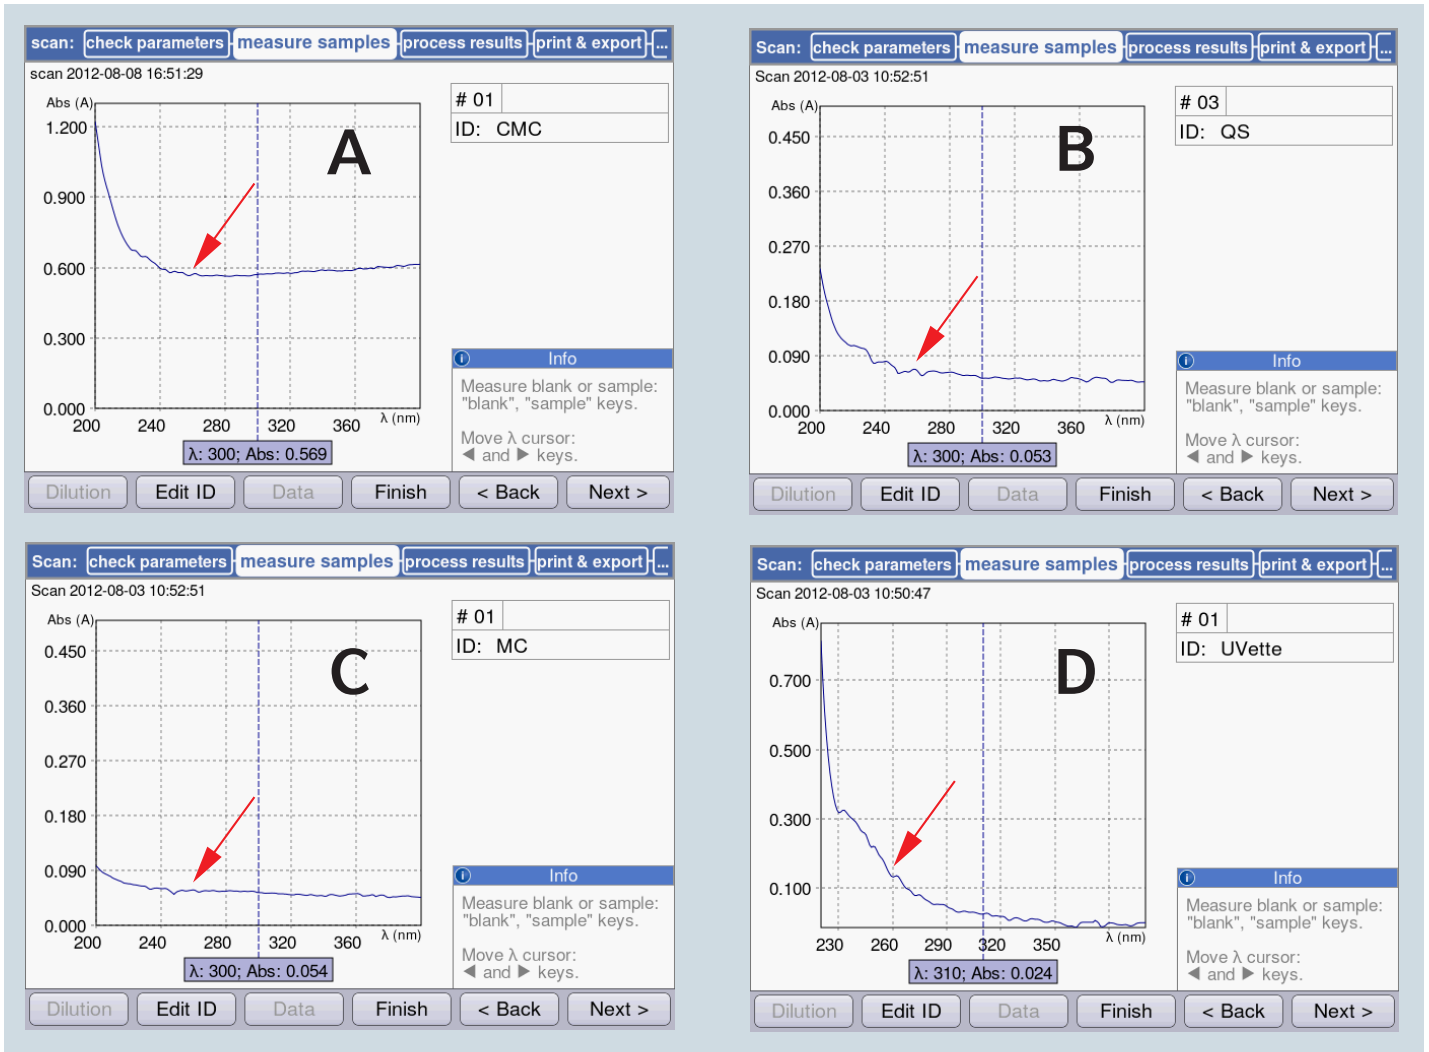 scan: check parameters measure samples process results print & export ...
scan 2012-08-08 16:51:29
Abs (A)
1.200
0.900
0.600
0.300
0.000
200 240 280 320 360 λ (nm)
λ: 300; Abs: 0.569
A
# 01
ID: CMC
Info
Measure blank or sample:
"blank", "sample" keys.
Move λ cursor:
◀ and ▶ keys.
Dilution Edit ID Data Finish < Back Next >
Scan: check parameters measure samples process results print & export ...
Scan 2012-08-03 10:52:51
Abs (A)
0.450
0.360
0.270
0.180
0.090
0.000
200 240 280 320 360 λ (nm)
λ: 300; Abs: 0.053
B
# 03
ID: QS
Info
Measure blank or sample:
"blank", "sample" keys.
Move λ cursor:
◀ and ▶ keys.
Dilution Edit ID Data Finish < Back Next >
Scan: check parameters measure samples process results print & export ...
Scan 2012-08-03 10:52:51
Abs (A)
0.450
0.360
0.270
0.180
0.090
0.000
200 240 280 320 360 λ (nm)
λ: 300; Abs: 0.054
C
# 01
ID: MC
Info
Measure blank or sample:
"blank", "sample" keys.
Move λ cursor:
◀ and ▶ keys.
Dilution Edit ID Data Finish < Back Next >
Scan: check parameters measure samples process results print & export ...
Scan 2012-08-03 10:50:47
Abs (A)
0.700
0.500
0.300
0.100
230 260 290 320 350 λ (nm)
λ: 310; Abs: 0.024
D
# 01
ID: UVette
Info
Measure blank or sample:
"blank", "sample" keys.
Move λ cursor:
◀ and ▶ keys.
Dilution Edit ID Data Finish < Back Next >